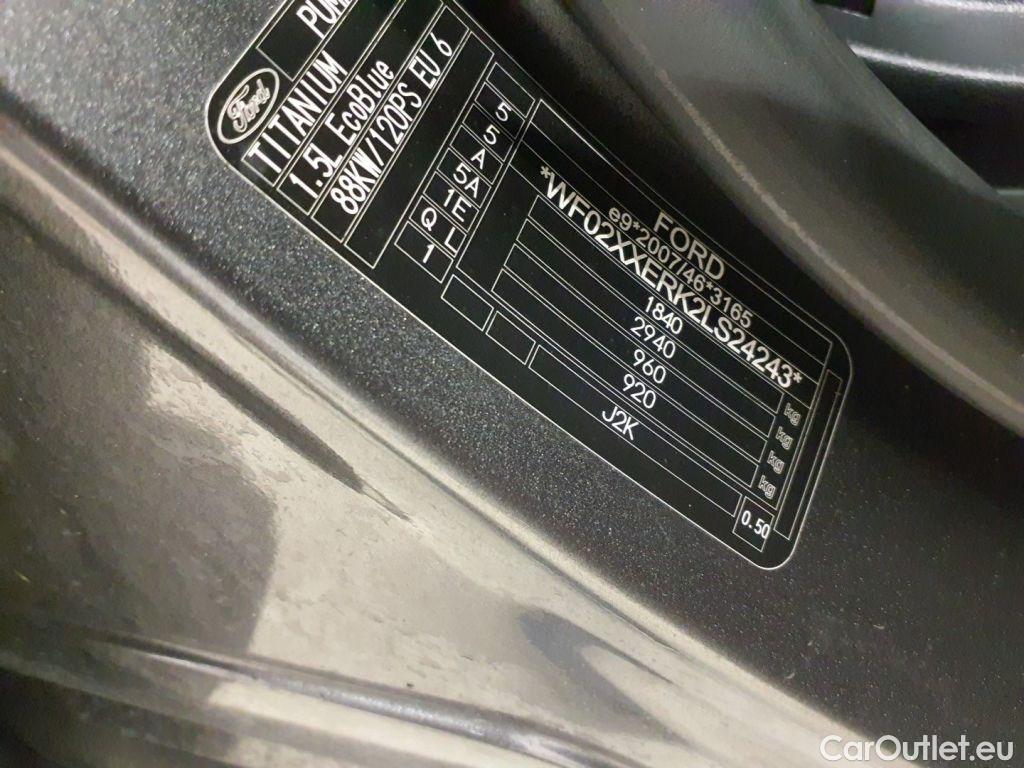 Ford
TITANIUM
1.5L EcoBlue
88KW/120PS EU 6
5
5
A
5A
1E
Q L
1
FORD
e9*2007/46*3165
*WF02XXERK2LS24243*
1840 kg
2940 kg
960 kg
920 kg
J2K
0.50
CarOutlet.eu